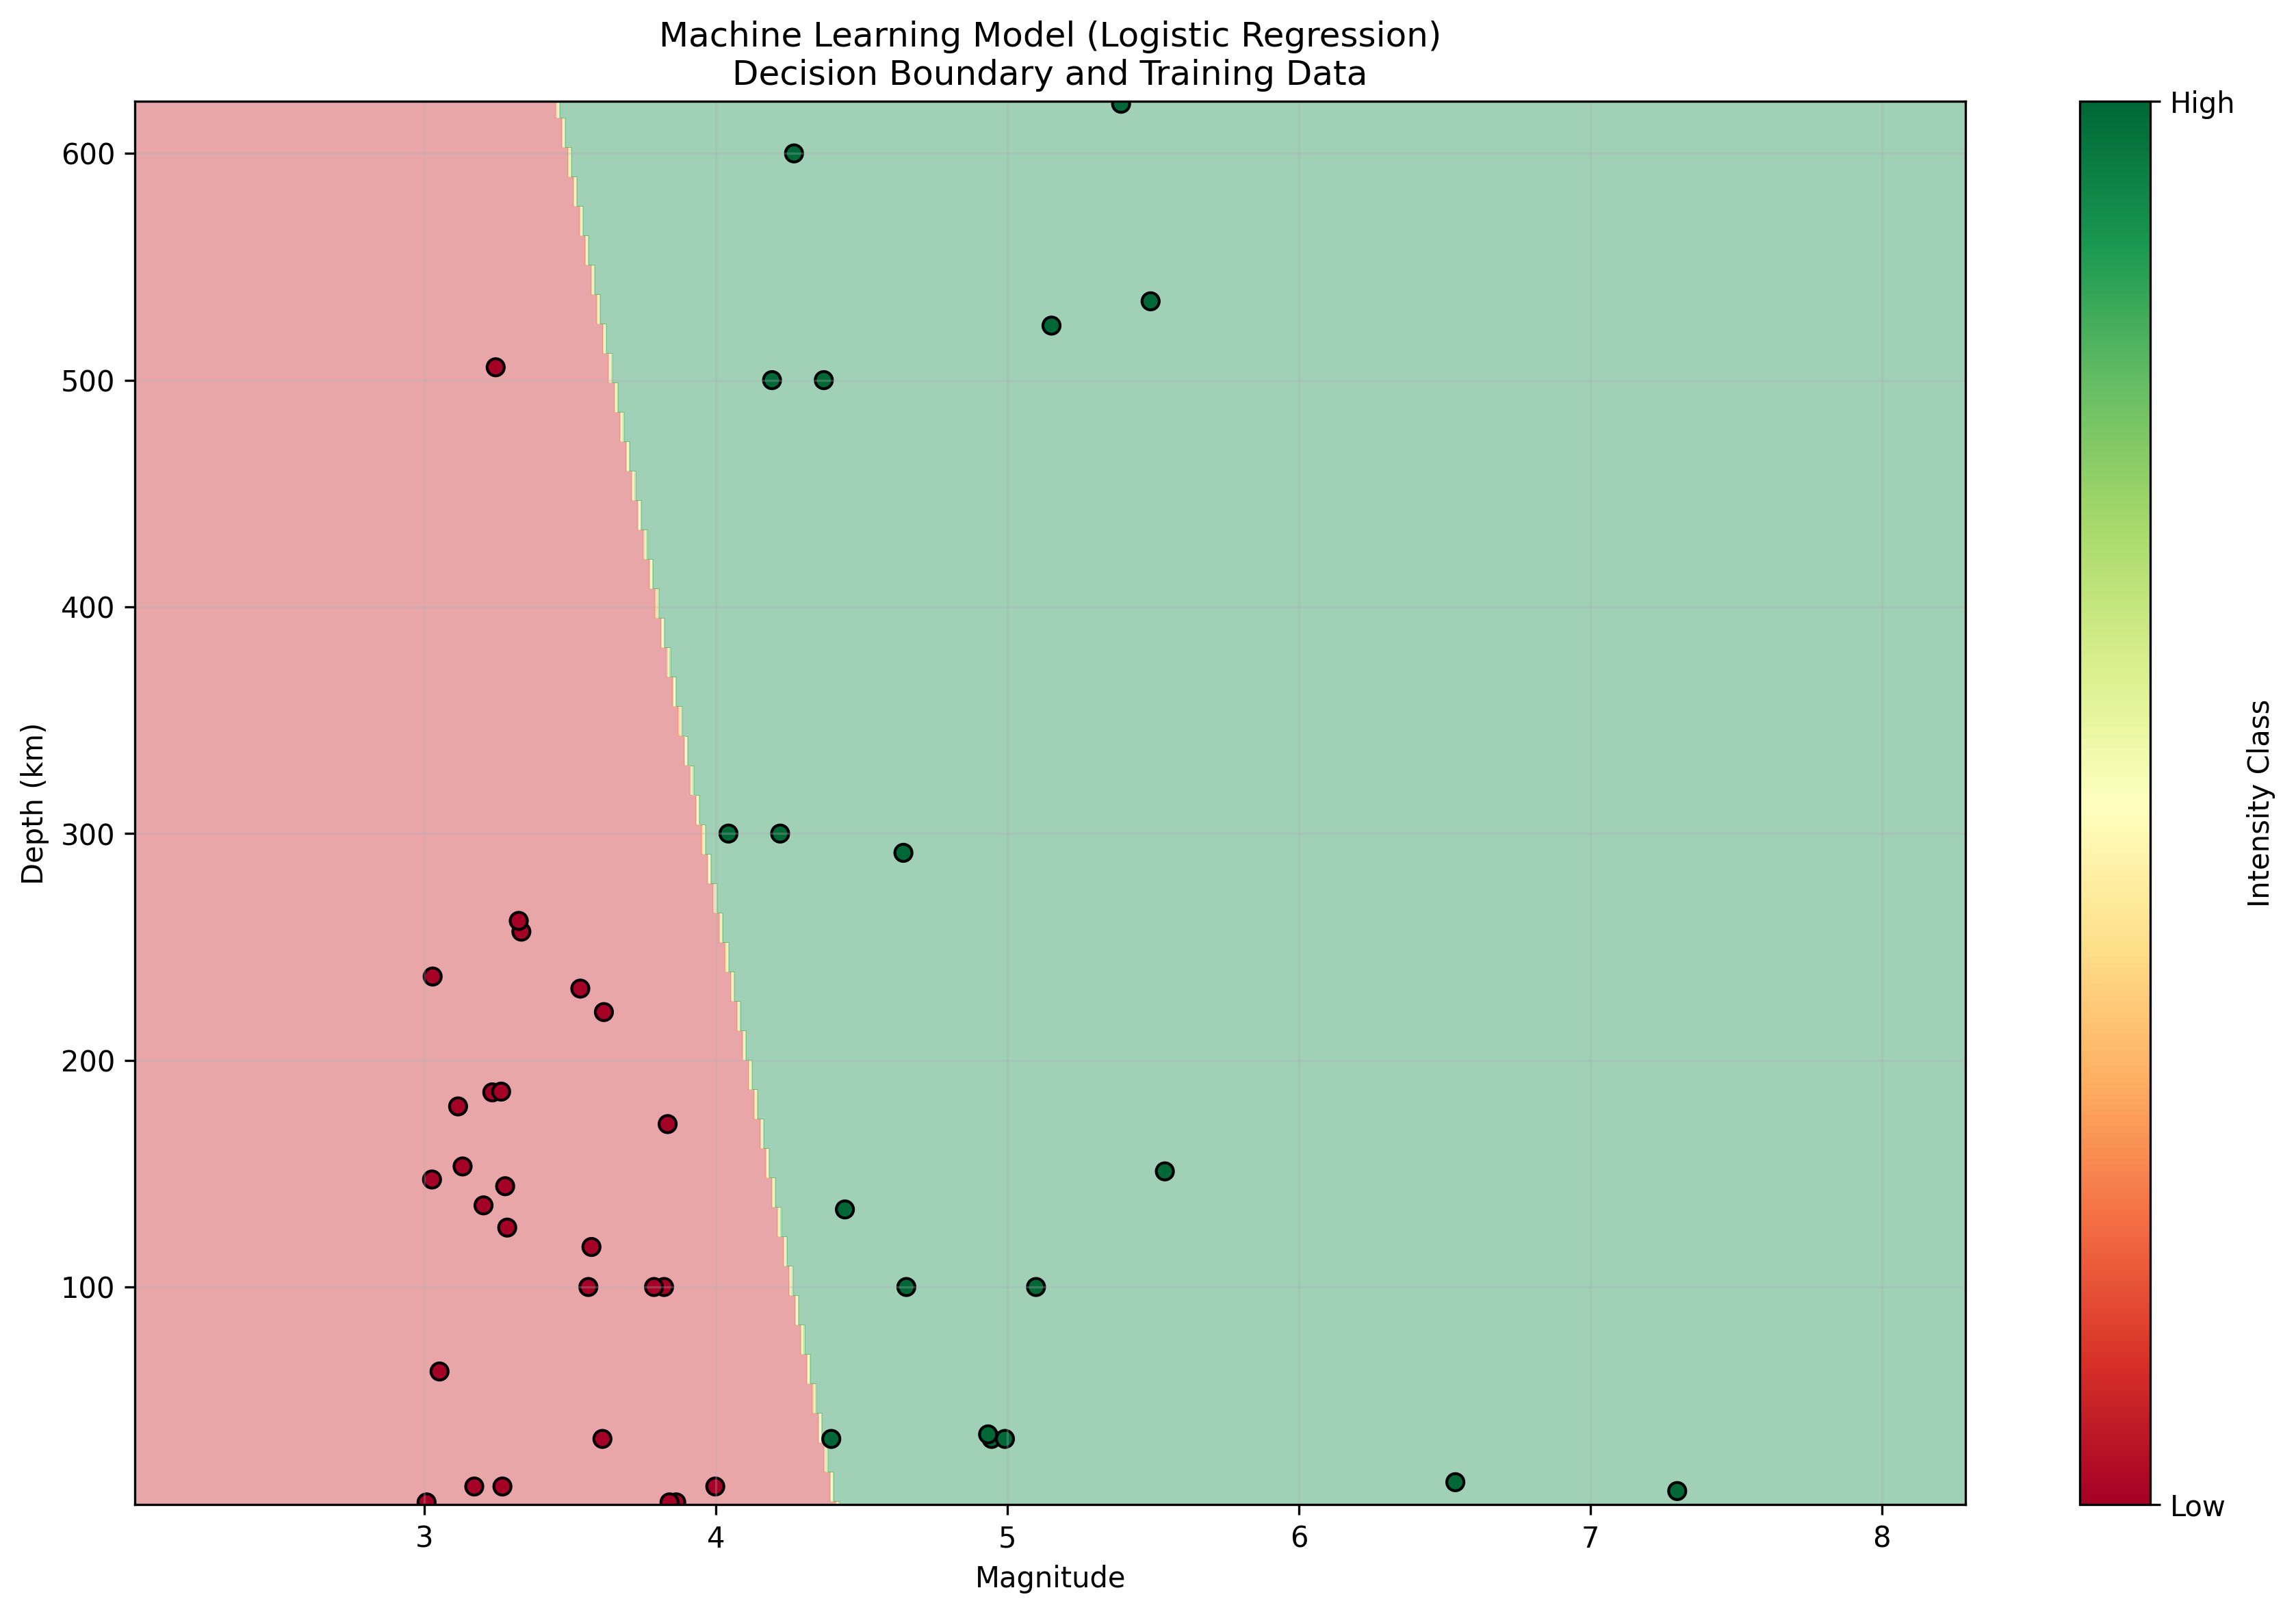 Machine Learning Model (Logistic Regression)
Decision Boundary and Training Data
High
600
500
400
300
200
100
Depth (km)
Intensity Class
Low
3 4 5 6 7 8
Magnitude